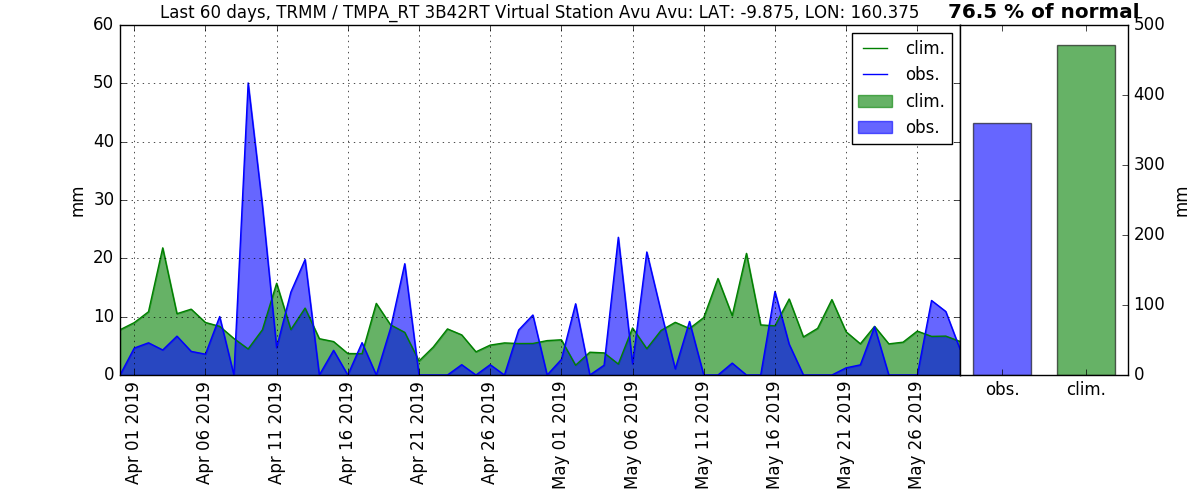 Last 60 days, TRMM / TMPA_RT 3B42RT Virtual Station Avu Avu: LAT: -9.875, LON: 160.375
76.5 % of normal
60
50
40
30
20
10
0
mm
clim.
obs.
clim.
obs.
500
400
300
200
100
0
mm
obs.
clim.
Apr 01 2019
Apr 06 2019
Apr 11 2019
Apr 16 2019
Apr 21 2019
Apr 26 2019
May 01 2019
May 06 2019
May 11 2019
May 16 2019
May 21 2019
May 26 2019